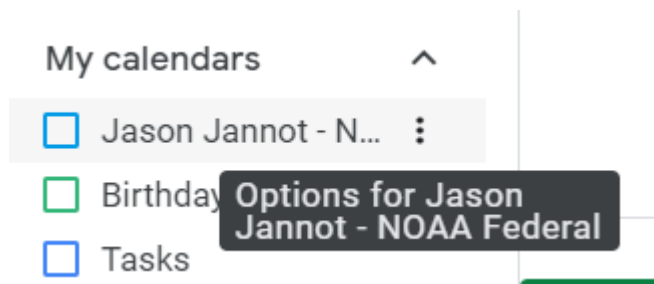 My calendars
Jason Jannot - N...
Birthday
Options for Jason
Jannot - NOAA Federal
Tasks